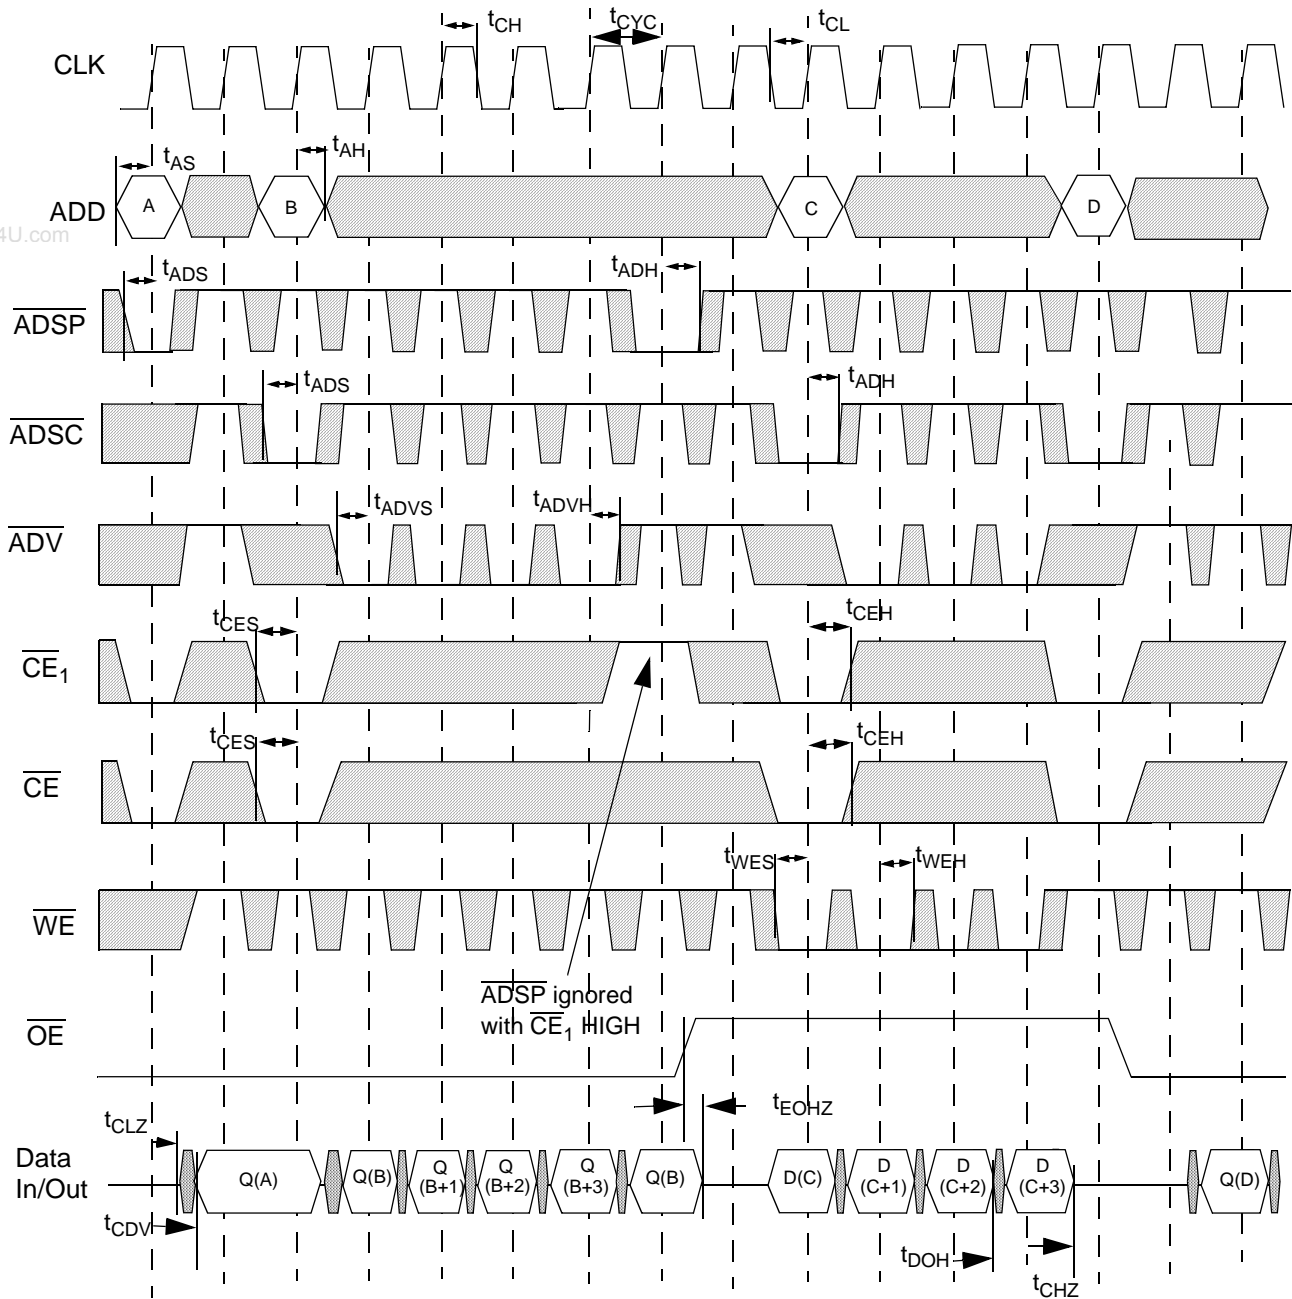 tCH
tCYC
tCL
CLK
tAS
tAH
ADD
A
B
C
D
4U.com
tADS
tADH
ADSP
tADS
tADH
ADSC
tADVS
tADVH
ADV
tCES
tCEH
CE1
tCES
tCEH
CE
tWES
tWEH
WE
ADSP ignored
with CE1 HIGH
OE
tCLZ
tEOHZ
Data
In/Out
Q(A)
Q(B)
Q
(B+1)
Q
(B+2)
Q
(B+3)
Q(B)
D(C)
D
(C+1)
D
(C+2)
D
(C+3)
Q(D)
tCDV
tDOH
tCHZ